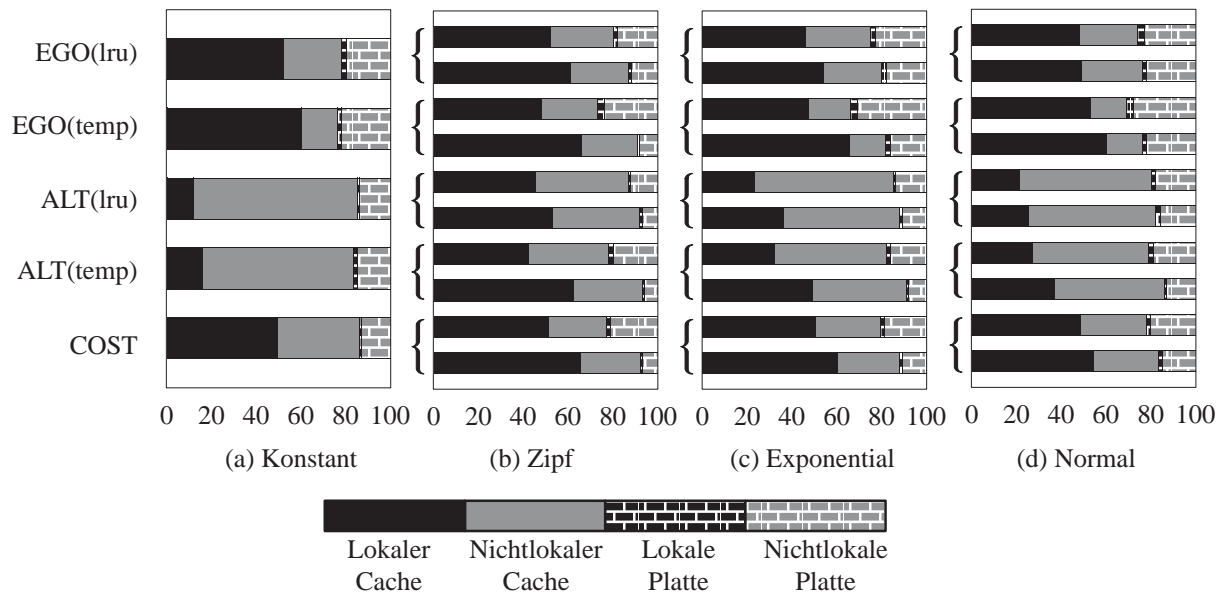 EGO(lru)
EGO(temp)
ALT(lru)
ALT(temp)
COST
{ { {
{ { {
{ { {
{ { {
{ { {
0 20 40 60 80 100 0 20 40 60 80 100 0 20 40 60 80 100 0 20 40 60 80 100
(a) Konstant (b) Zipf (c) Exponential (d) Normal
Lokaler Nichtlokaler Lokale Nichtlokale
Cache Cache Platte Platte